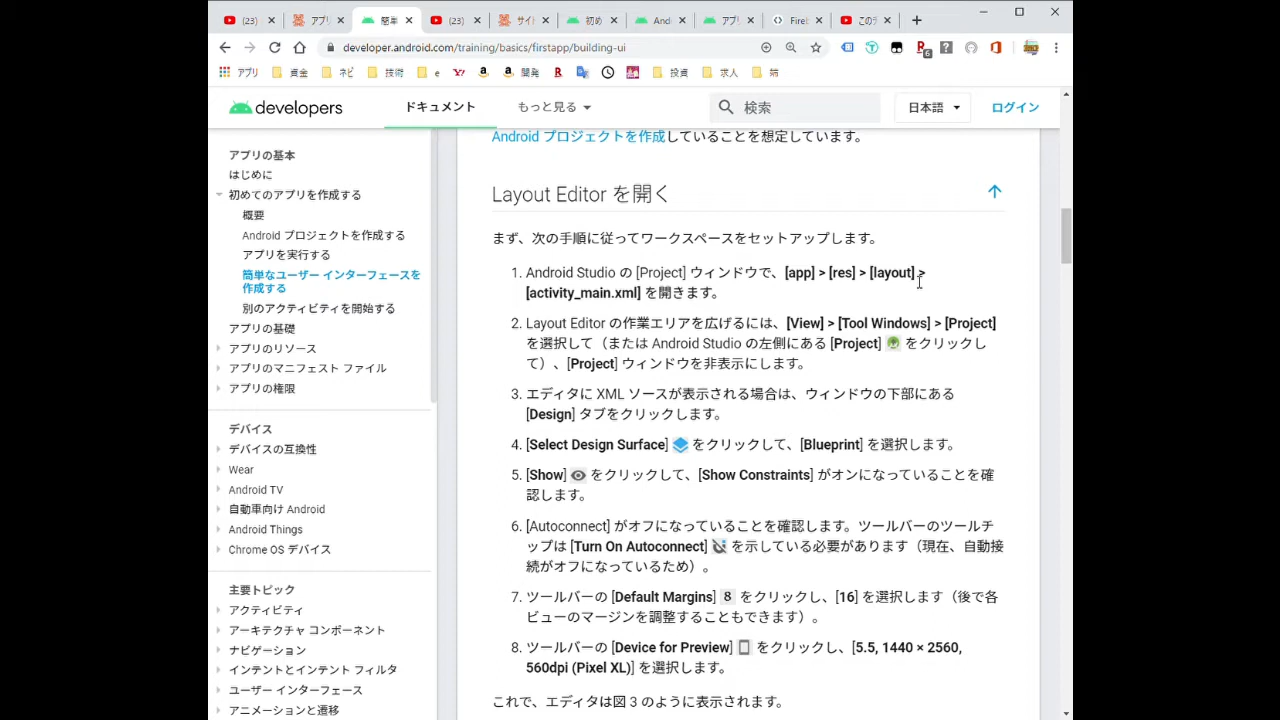 (23)
アプリ
簡単
(23)
サイト
初め
And
アプリ
Fireb
このテ
developer.android.com/training/basics/firstapp/building-ui
6
アプリ 資金 ネビ 技術 e 開発 投資 求人
developers ドキュメント もっと見る 検索 日本語 ログイン
アプリの基本
はじめに
初めてのアプリを作成する
概要
Android プロジェクトを作成する
アプリを実行する
簡単なユーザー インターフェースを
作成する
別のアクティビティを開始する
アプリの基礎
アプリのリソース
アプリのマニフェスト ファイル
アプリの権限
デバイス
デバイスの互換性
Wear
Android TV
自動車向け Android
Android Things
Chrome OS デバイス
主要トピック
アクティビティ
アーキテクチャ コンポーネント
ナビゲーション
インテントとインテント フィルタ
ユーザー インターフェース
アニメーションと遷移
Android プロジェクトを作成していることを想定しています。
Layout Editor を開く
まず、次の手順に従ってワークスペースをセットアップします。
1. Android Studio の [Project] ウィンドウで、[app] > [res] > [layout] >
[activity_main.xml] を開きます。
2. Layout Editor の作業エリアを広げるには、[View] > [Tool Windows] > [Project]
を選択して（または Android Studio の左側にある [Project] をクリックし
て）、[Project] ウィンドウを非表示にします。
3. エディタに XML ソースが表示される場合は、ウィンドウの下部にある
[Design] タブをクリックします。
4. [Select Design Surface] をクリックして、[Blueprint] を選択します。
5. [Show] をクリックして、[Show Constraints] がオンになっていることを確
認します。
6. [Autoconnect] がオフになっていることを確認します。ツールバーのツールチ
ップは [Turn On Autoconnect] を示している必要があります（現在、自動接
続がオフになっているため）。
7. ツールバーの [Default Margins] 8 をクリックし、[16] を選択します（後で各
ビューのマージンを調整することもできます）。
8. ツールバーの [Device for Preview] をクリックし、[5.5, 1440 × 2560,
560dpi (Pixel XL)] を選択します。
これで、エディタは図 3 のように表示されます。